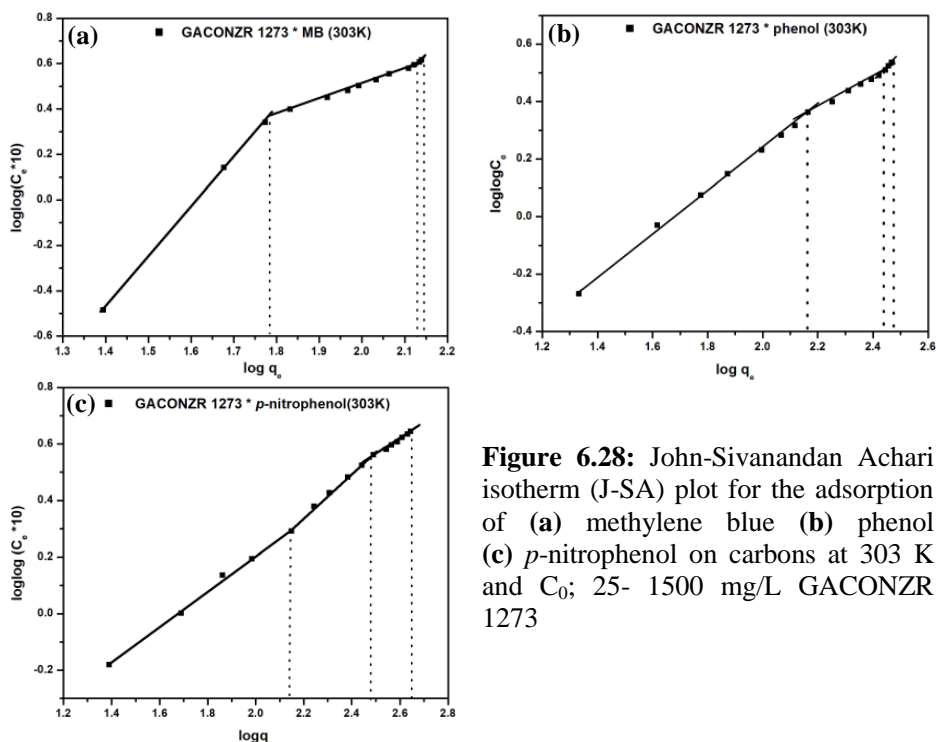 (a)
GACONZR 1273 * MB (303K)
loglog(Cₑ*10)
0.8
0.6
0.4
0.2
0.0
-0.2
-0.4
-0.6
1.3 1.4 1.5 1.6 1.7 1.8 1.9 2.0 2.1 2.2
log qₑ
(b)
GACONZR 1273 * phenol (303K)
loglogCₑ
0.6
0.4
0.2
0.0
-0.2
-0.4
1.2 1.4 1.6 1.8 2.0 2.2 2.4 2.6
log qₑ
(c)
GACONZR 1273 * p-nitrophenol(303K)
loglog (Cₑ *10)
0.8
0.6
0.4
0.2
0.0
-0.2
1.2 1.4 1.6 1.8 2.0 2.2 2.4 2.6 2.8
logq
Figure 6.28: John-Sivanandan Achari
isotherm (J-SA) plot for the adsorption
of (a) methylene blue (b) phenol
(c) p-nitrophenol on carbons at 303 K
and C₀; 25- 1500 mg/L GACONZR
1273